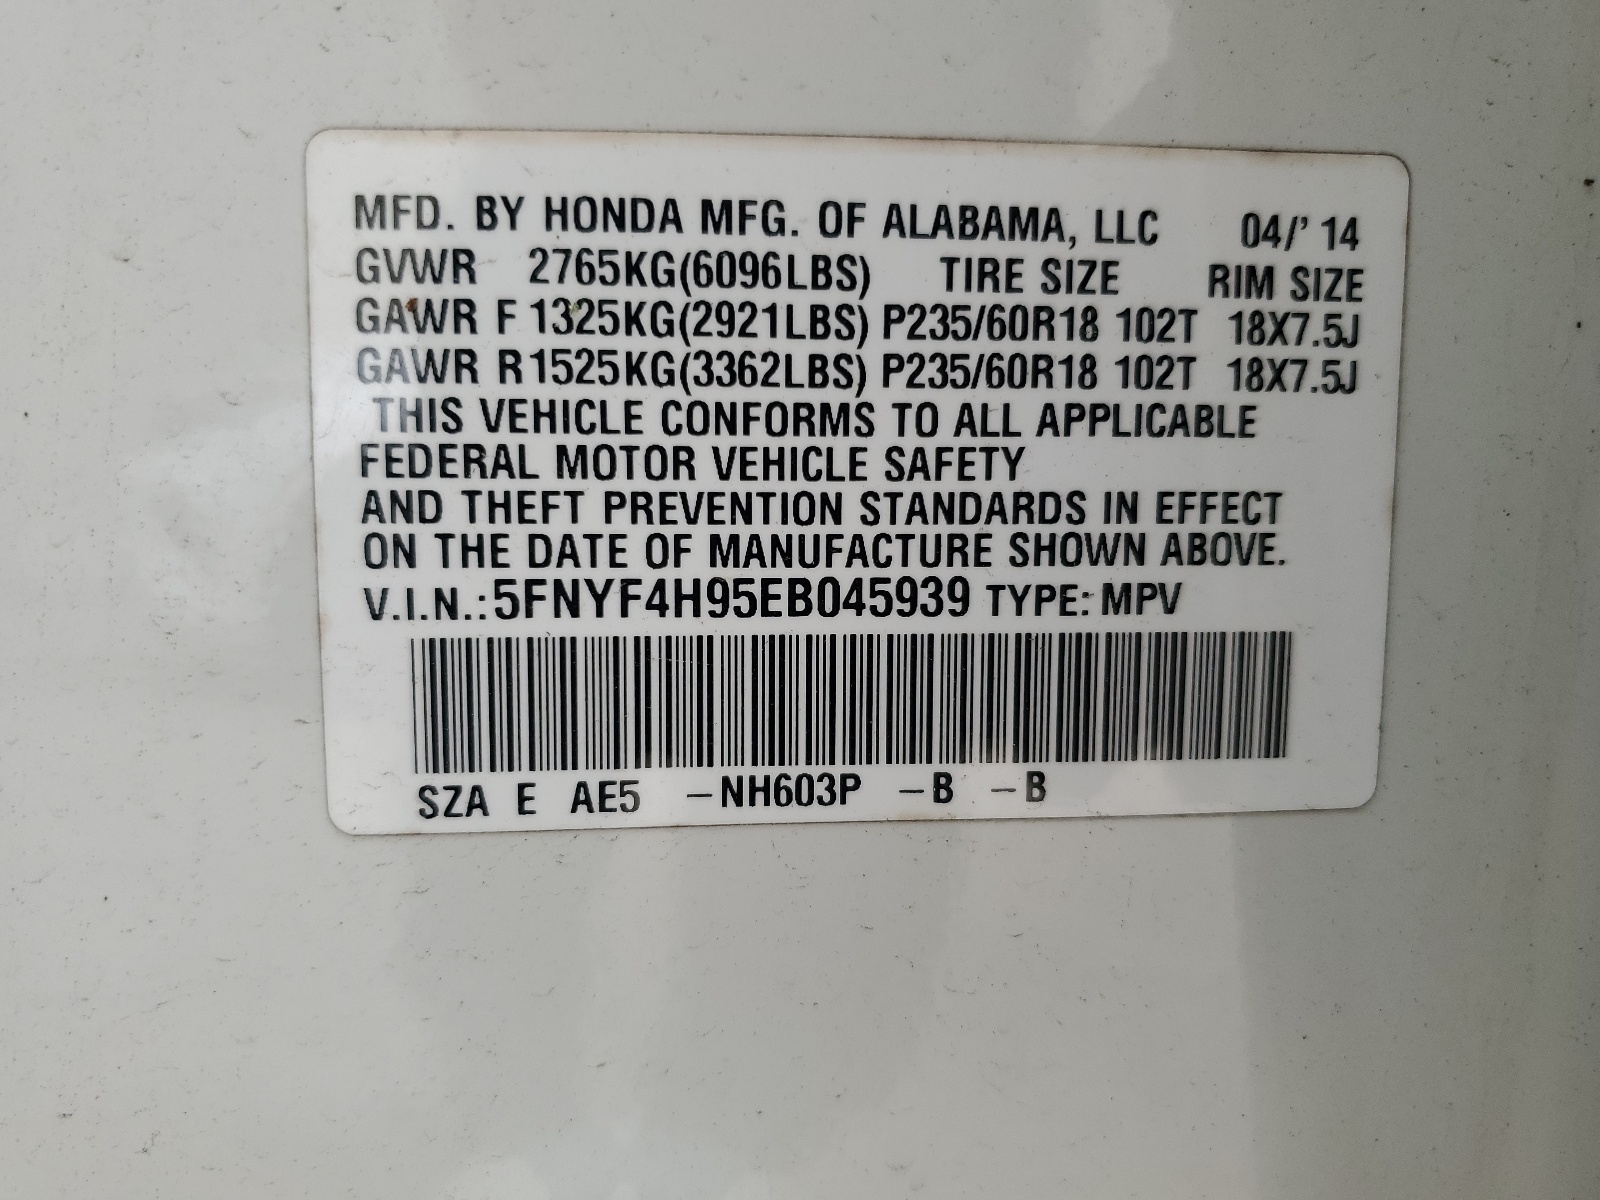 MFD. BY HONDA MFG. OF ALABAMA, LLC 04/' 14
GVWR 2765KG(6096LBS) TIRE SIZE RIM SIZE
GAWR F 1325KG(2921LBS) P235/60R18 102T 18X7.5J
GAWR R 1525KG(3362LBS) P235/60R18 102T 18X7.5J
THIS VEHICLE CONFORMS TO ALL APPLICABLE
FEDERAL MOTOR VEHICLE SAFETY
AND THEFT PREVENTION STANDARDS IN EFFECT
ON THE DATE OF MANUFACTURE SHOWN ABOVE.
V.I.N.: 5FNYF4H95EB045939 TYPE: MPV
SZA E AE5 –NH603P –B –B